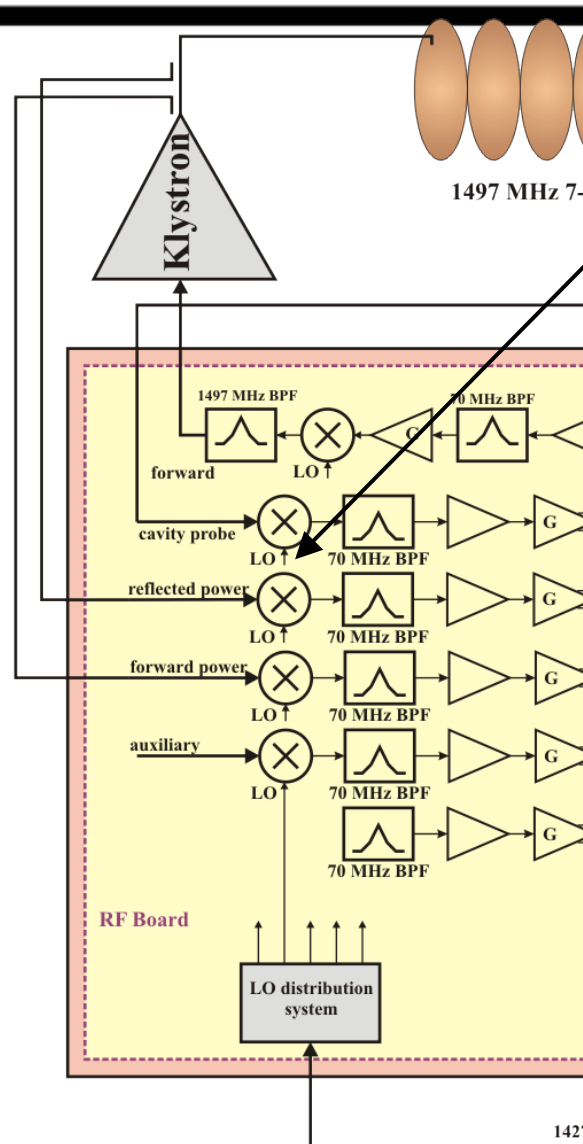 Klystron
1497 MHz 7-
1497 MHz BPF
70 MHz BPF
G
LO
forward
cavity probe
G
LO
70 MHz BPF
reflected power
G
LO
70 MHz BPF
forward power
G
LO
70 MHz BPF
auxiliary
G
LO
70 MHz BPF
G
70 MHz BPF
RF Board
LO distribution
system
1427